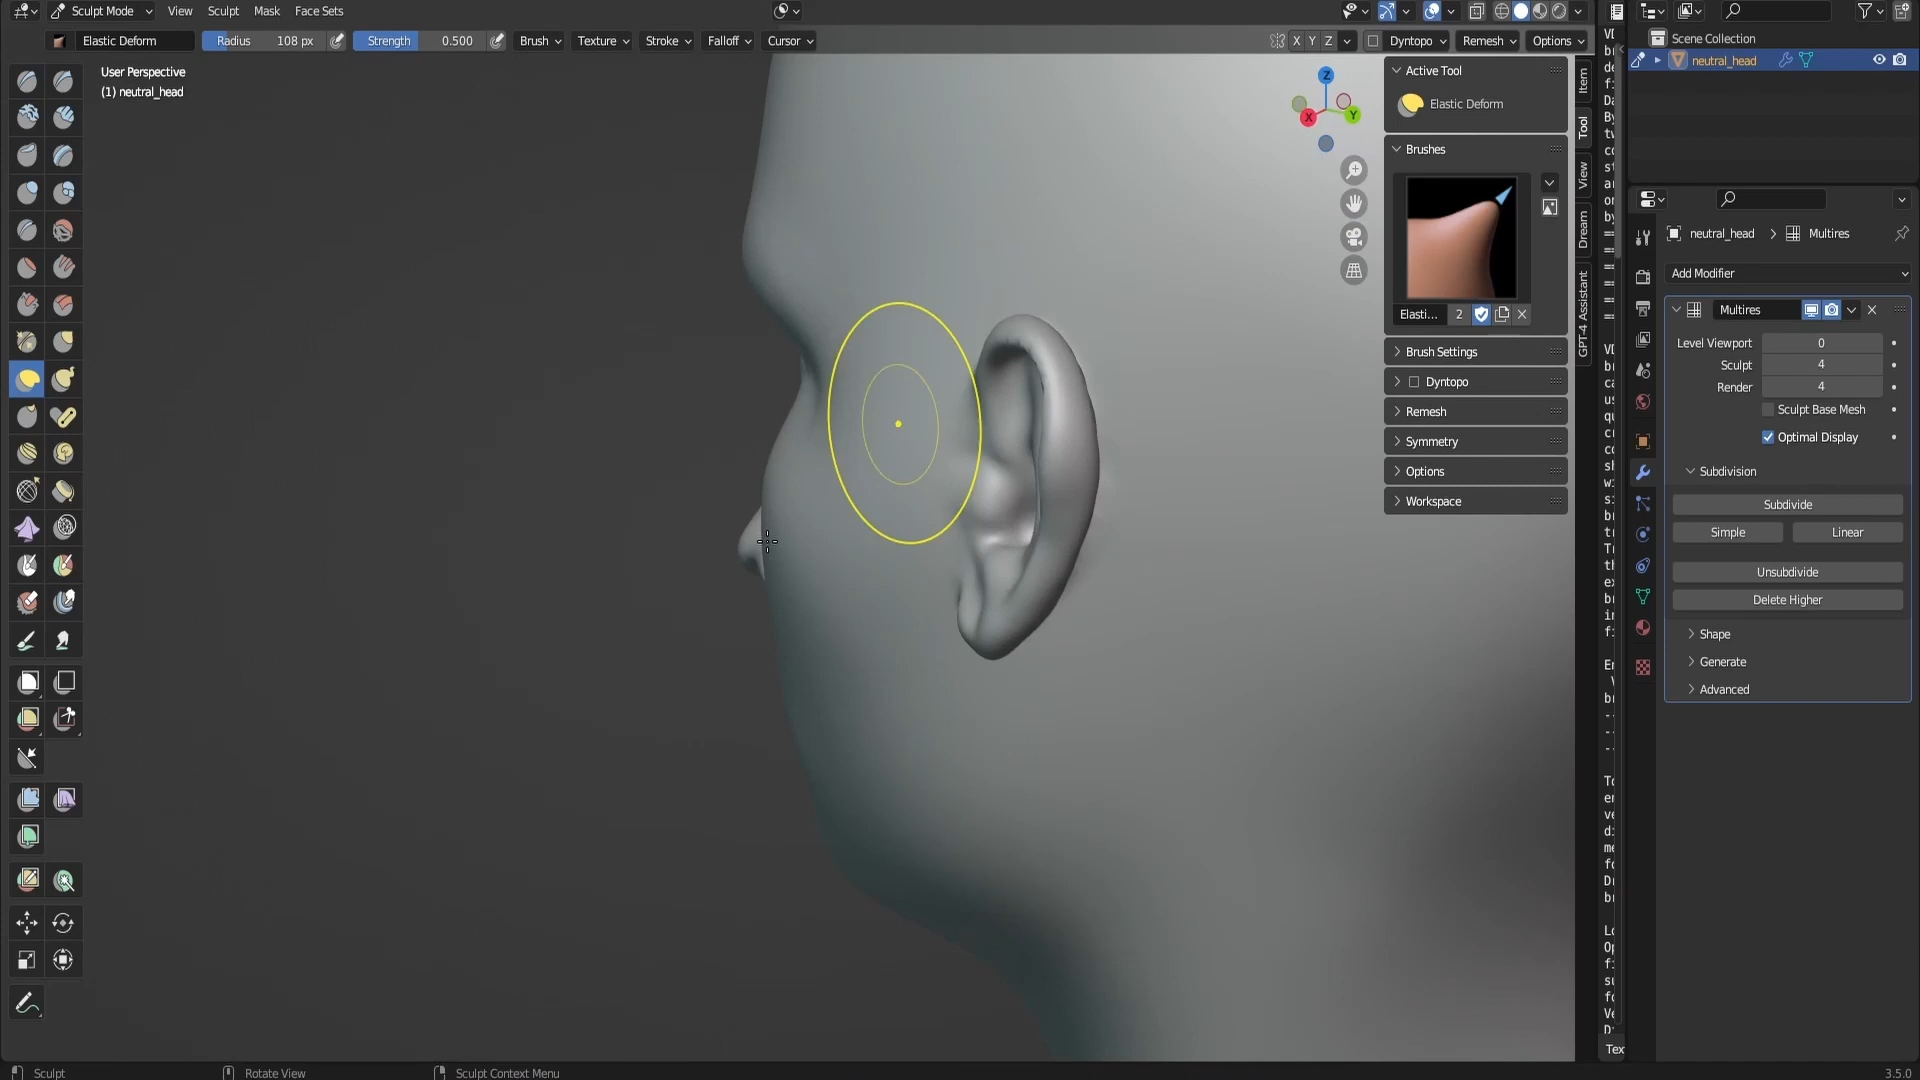 Sculpt Mode View Sculpt Mask Face Sets
Elastic Deform Radius 108 px Strength 0.500 Brush Texture Stroke Falloff Cursor X Y Z Dyntopo Remesh Options
User Perspective
(1) neutral_head
Z
X Y
Active Tool
Elastic Deform
Brushes
Elasti... 2
Brush Settings
Dyntopo
Remesh
Symmetry
Options
Workspace
Item
Tool
View
Dream
GPT-4 Assistant
Tex
Scene Collection
neutral_head
neutral_head > Multires
Add Modifier
Multires
Level Viewport 0
Sculpt 4
Render 4
Sculpt Base Mesh
Optimal Display
Subdivision
Subdivide
Simple Linear
Unsubdivide
Delete Higher
Shape
Generate
Advanced
Sculpt Rotate View Sculpt Context Menu 3.5.0